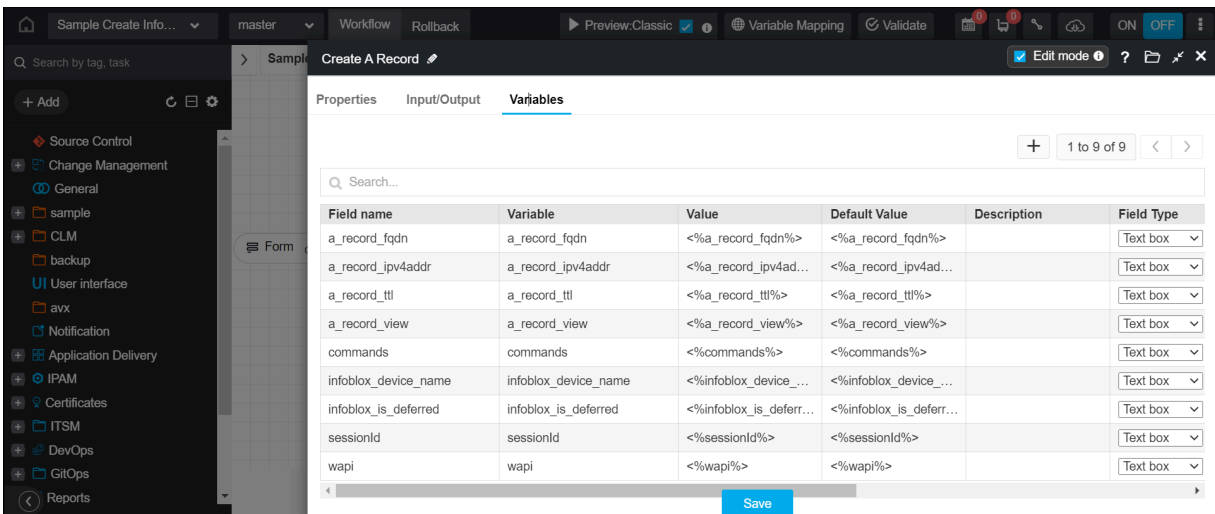 Sample Create Info...
master
Workflow
Rollback
Preview:Classic
Variable Mapping
Validate
0
0
ON OFF
Search by tag, task
Sample
Create A Record
Edit mode
?
+ Add
Properties
Input/Output
Variables
Source Control
Change Management
General
sample
CLM
backup
UI User interface
avx
Notification
Application Delivery
IPAM
Certificates
ITSM
DevOps
GitOps
Reports
Form
+ 1 to 9 of 9 < >
Search...
Field name Variable Value Default Value Description Field Type
a_record_fqdn a_record_fqdn <%a_record_fqdn%> <%a_record_fqdn%> Text box
a_record_ipv4addr a_record_ipv4addr <%a_record_ipv4ad... <%a_record_ipv4ad... Text box
a_record_ttl a_record_ttl <%a_record_ttl%> <%a_record_ttl%> Text box
a_record_view a_record_view <%a_record_view%> <%a_record_view%> Text box
commands commands <%commands%> <%commands%> Text box
infoblox_device_name infoblox_device_name <%infoblox_device_... <%infoblox_device_... Text box
infoblox_is_deferred infoblox_is_deferred <%infoblox_is_deferr... <%infoblox_is_deferr... Text box
sessionId sessionId <%sessionId%> <%sessionId%> Text box
wapi wapi <%wapi%> <%wapi%> Text box
Save